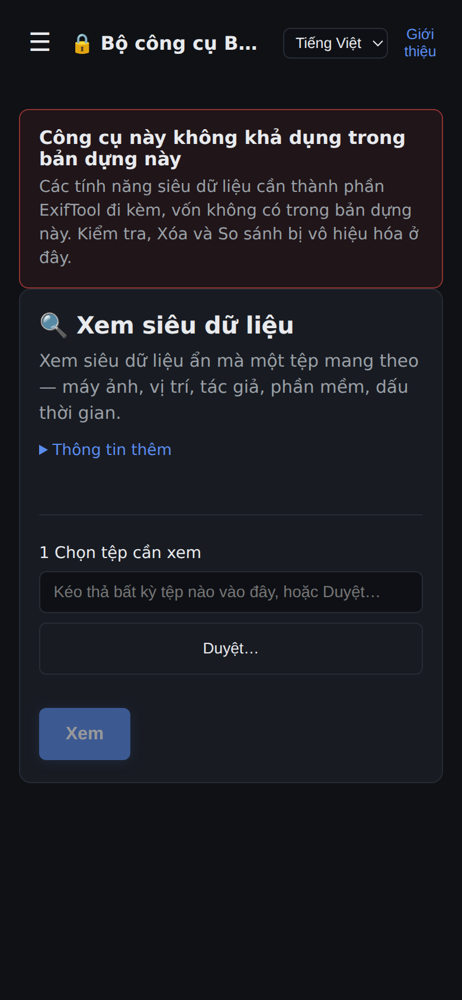 ☰ 🔒 Bộ công cụ B… Tiếng Việt Giới thiệu
Công cụ này không khả dụng trong
bản dựng này
Các tính năng siêu dữ liệu cần thành phần
ExifTool đi kèm, vốn không có trong bản dựng
này. Kiểm tra, Xóa và So sánh bị vô hiệu hóa ở
đây.
🔍 Xem siêu dữ liệu
Xem siêu dữ liệu ẩn mà một tệp mang theo
— máy ảnh, vị trí, tác giả, phần mềm, dấu
thời gian.
▶ Thông tin thêm
1 Chọn tệp cần xem
Kéo thả bất kỳ tệp nào vào đây, hoặc Duyệt…
Duyệt…
Xem